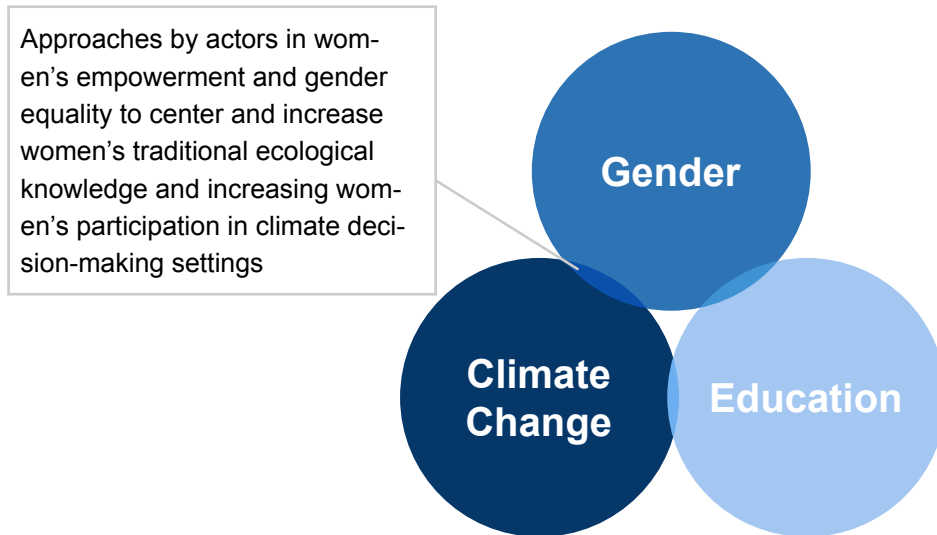 Approaches by actors in wom-
en's empowerment and gender
equality to center and increase
women's traditional ecological
knowledge and increasing wom-
en's participation in climate deci-
sion-making settings
Gender
Climate
Change
Education